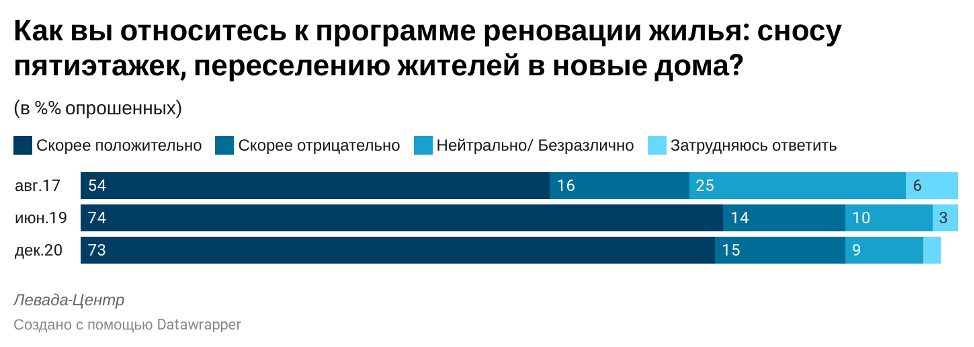 Как вы относитесь к программе реновации жилья: сносу
пятиэтажек, переселению жителей в новые дома?
(в %% опрошенных)
Скорее положительно Скорее отрицательно Нейтрально/ Безразлично Затрудняюсь ответить
авг.17 54 16 25 6
июн.19 74 14 10 3
дек.20 73 15 9
Левада-Центр
Создано с помощью Datawrapper